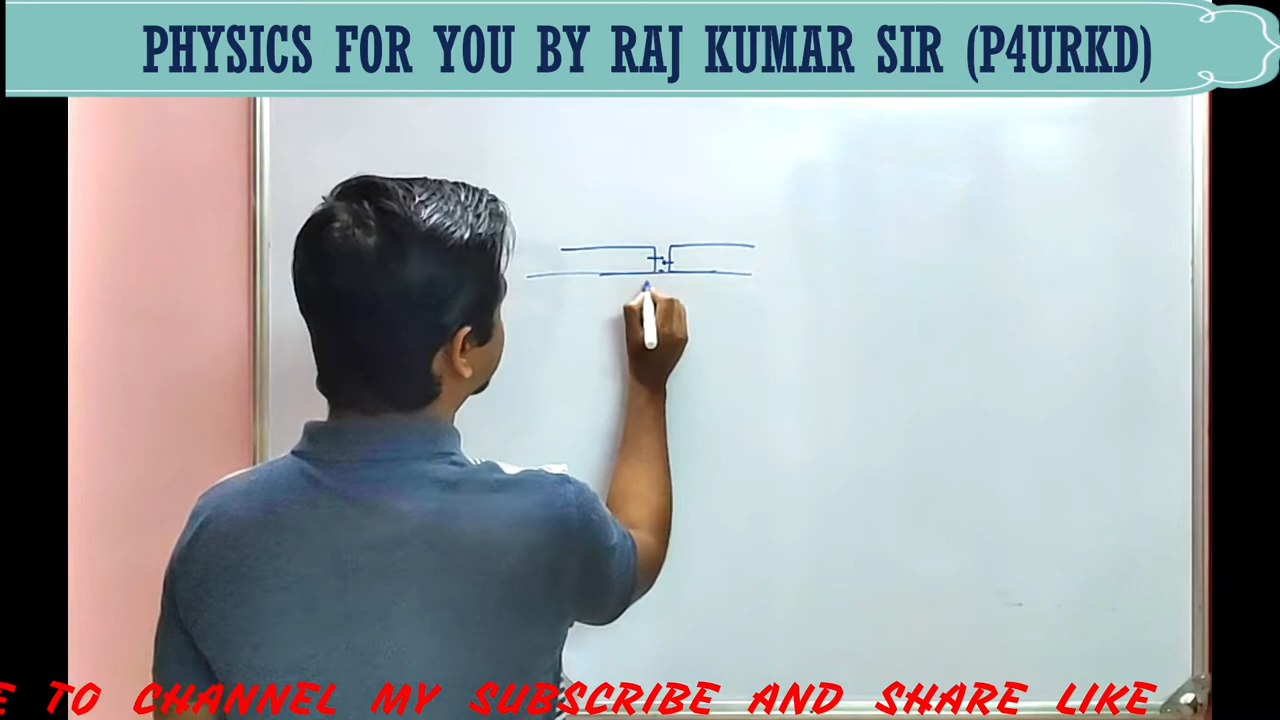 PHYSICS FOR YOU BY RAJ KUMAR SIR (P4URKD)
E TO CHANNEL MY SUBSCRIBE AND SHARE LIKE